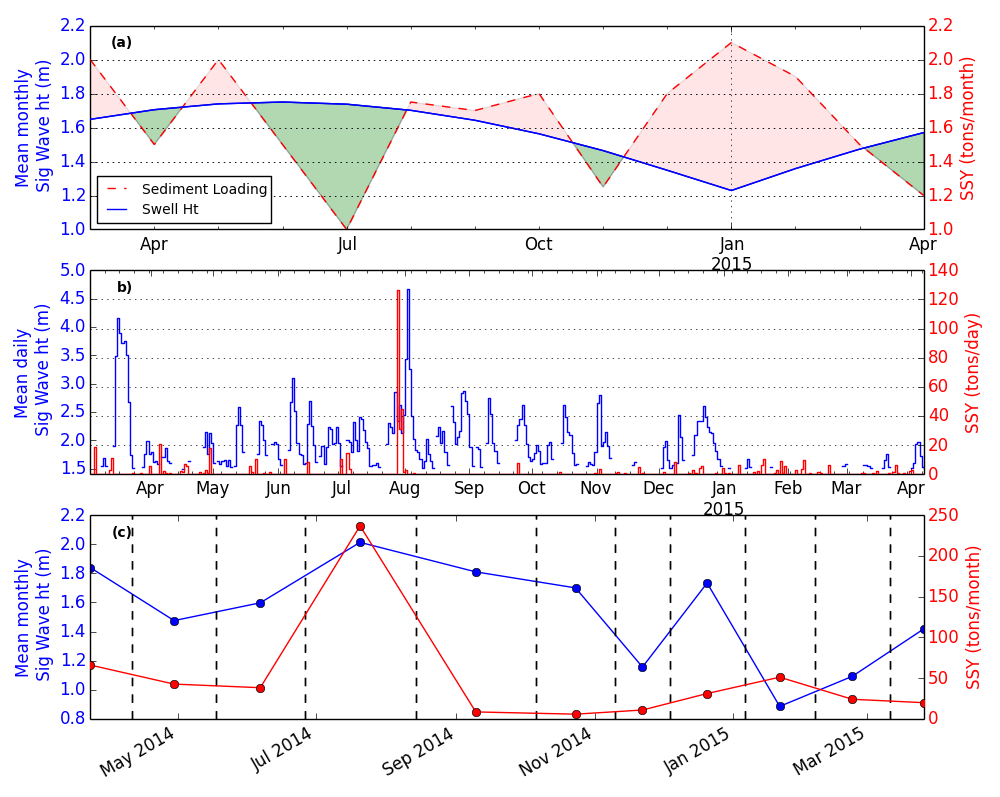 (a)
Mean monthly
Sig Wave ht (m)
2.2
2.0
1.8
1.6
1.4
1.2
1.0
Sediment Loading
Swell Ht
2.2
2.0
1.8
1.6
1.4
1.2
1.0
SSY (tons/month)
Apr Jul Oct Jan Apr
2015
b)
Mean daily
Sig Wave ht (m)
5.0
4.5
4.0
3.5
3.0
2.5
2.0
1.5
140
120
100
80
60
40
20
0
SSY (tons/day)
Apr May Jun Jul Aug Sep Oct Nov Dec Jan Feb Mar Apr
2015
(c)
Mean monthly
Sig Wave ht (m)
2.2
2.0
1.8
1.6
1.4
1.2
1.0
0.8
250
200
150
100
50
0
SSY (tons/month)
May 2014 Jul 2014 Sep 2014 Nov 2014 Jan 2015 Mar 2015